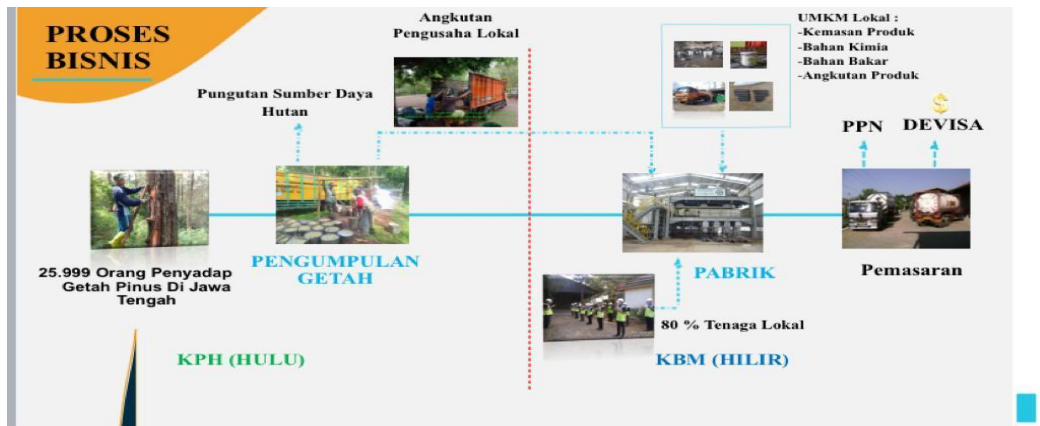 PROSES
BISNIS
Angkutan
Pengusaha Lokal
UMKM Lokal :
-Kemasan Produk
-Bahan Kimia
-Bahan Bakar
-Angkutan Produk
Pungutan Sumber Daya
Hutan
$
PPN
DEVISA
25.999 Orang Penyadap
Getah Pinus Di Jawa
Tengah
PENGUMPULAN
GETAH
PABRIK
Pemasaran
80 % Tenaga Lokal
KPH (HULU)
KBM (HILIR)